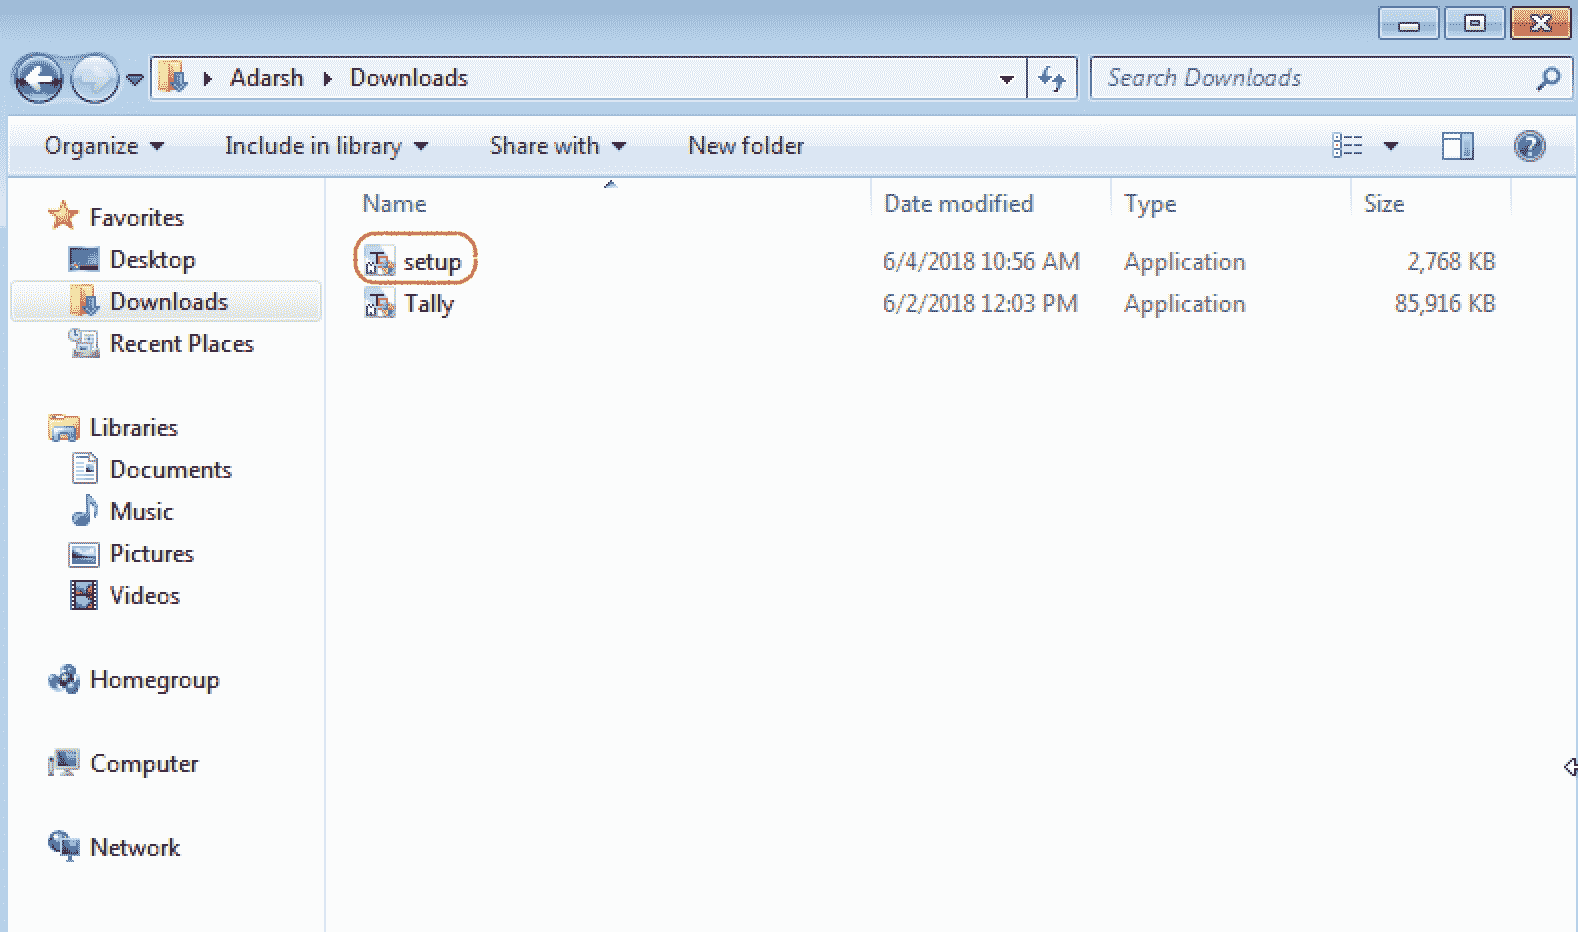 Adarsh Downloads Search Downloads
Organize Include in library Share with New folder
Name Date modified Type Size
Favorites
Desktop
Downloads
Recent Places
Libraries
Documents
Music
Pictures
Videos
Homegroup
Computer
Network
setup 6/4/2018 10:56 AM Application 2,768 KB
Tally 6/2/2018 12:03 PM Application 85,916 KB